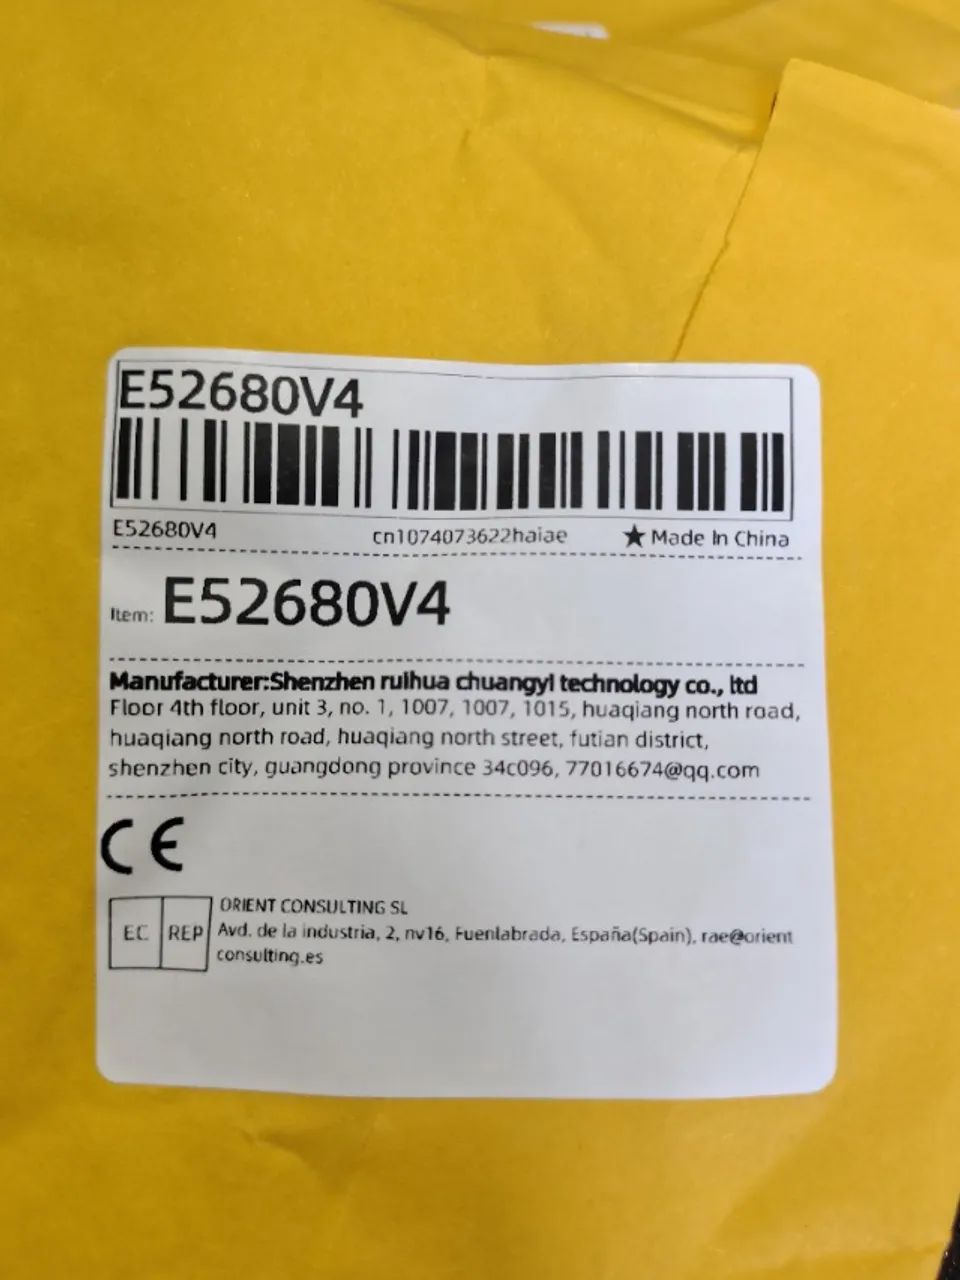 E52680V4
E52680V4 cn1074073622haiae ★Made In China
Item: E52680V4
Manufacturer:Shenzhen ruihua chuangyi technology co., ltd
Floor 4th floor, unit 3, no. 1, 1007, 1007, 1015, huaqiang north road,
huaqiang north road, huaqiang north street, futian district,
shenzhen city, guangdong province 34c096, 77016674@qq.com
CE
EC REP
ORIENT CONSULTING SL
Avd. de la industria, 2, nv16, Fuenlabrada, España(Spain), rae@orient
consulting.es